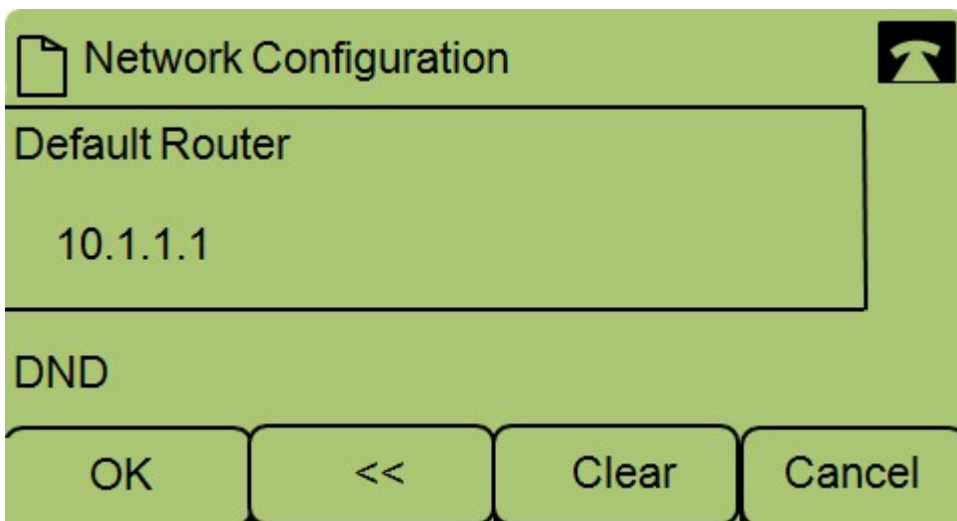 Network Configuration
Default Router
10.1.1.1
DND
OK << Clear Cancel